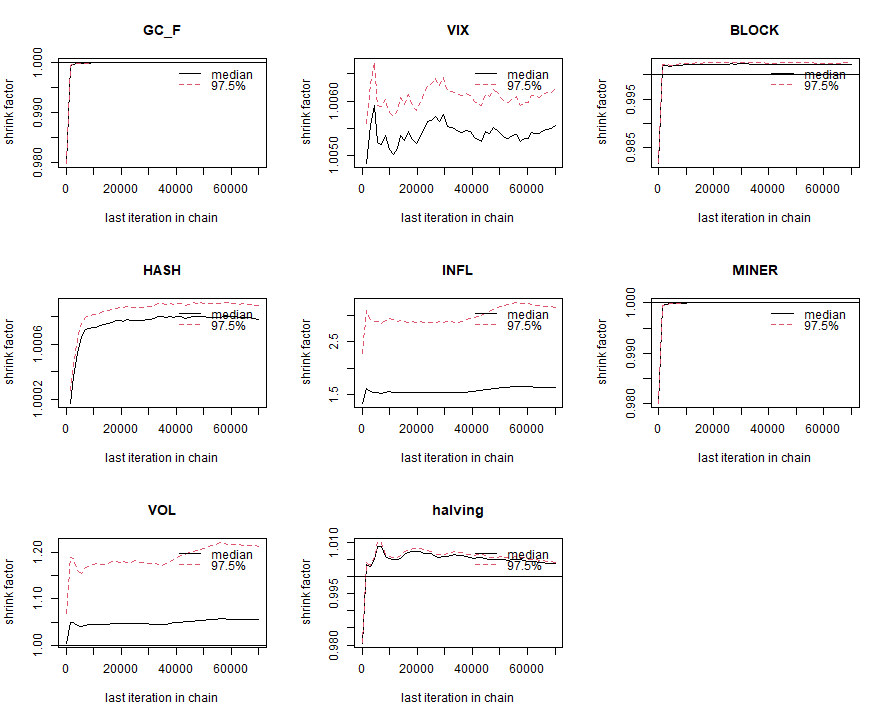 GC_F
shrink factor
0.980 0.990 1.000
median
97.5%
0 20000 40000 60000
last iteration in chain
VIX
shrink factor
1.0050 1.0060
median
97.5%
0 20000 40000 60000
last iteration in chain
BLOCK
shrink factor
0.985 0.995
median
97.5%
0 20000 40000 60000
last iteration in chain
HASH
shrink factor
1.0002 1.0006
median
97.5%
0 20000 40000 60000
last iteration in chain
INFL
shrink factor
1.5 2.5
median
97.5%
0 20000 40000 60000
last iteration in chain
MINER
shrink factor
0.980 0.990 1.000
median
97.5%
0 20000 40000 60000
last iteration in chain
VOL
shrink factor
1.00 1.10 1.20
median
97.5%
0 20000 40000 60000
last iteration in chain
halving
shrink factor
0.980 0.995 1.010
median
97.5%
0 20000 40000 60000
last iteration in chain